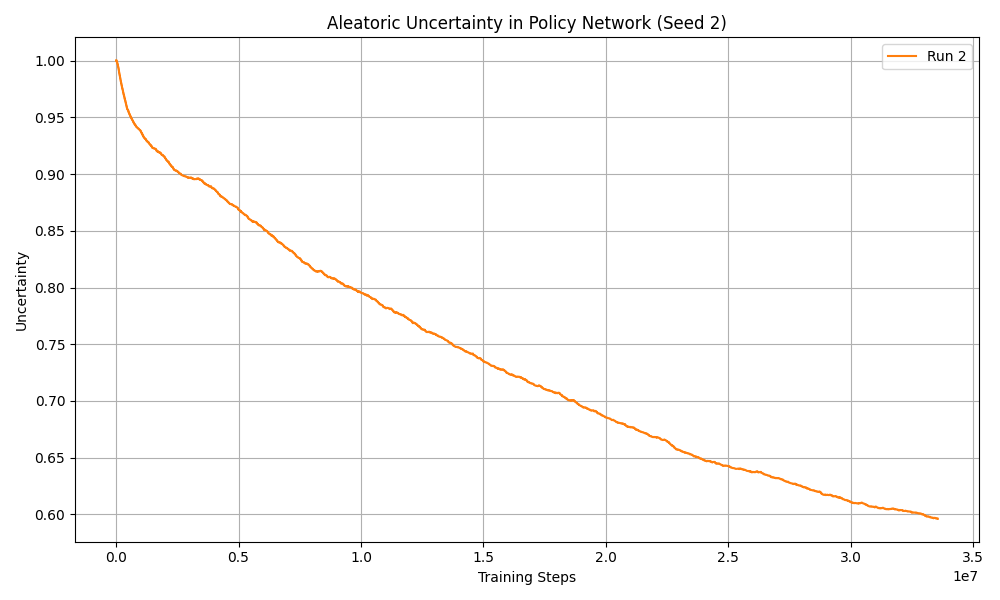 Aleatoric Uncertainty in Policy Network (Seed 2)
Run 2
Uncertainty
1.00
0.95
0.90
0.85
0.80
0.75
0.70
0.65
0.60
0.0 0.5 1.0 1.5 2.0 2.5 3.0 3.5
1e7
Training Steps